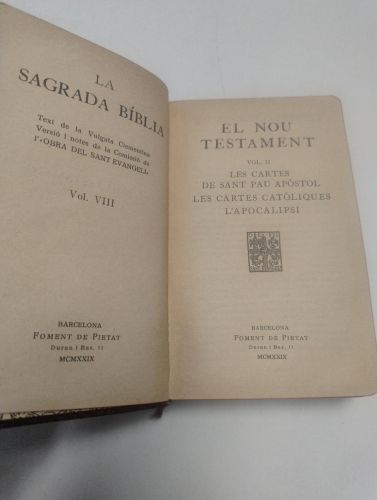 LA
SAGRADA BÍBLIA
Text de la Vulgata Clementina
Versió i notes de la Comissió de
l'«OBRA DEL SANT EVANGELI»
Vol. VIII
BARCELONA
FOMENT DE PIETAT
Duran i Bas, 11
MCMXXIX
EL NOU
TESTAMENT
VOL. II
LES CARTES
DE SANT PAU APÒSTOL
LES CARTES CATÒLIQUES
L'APOCALIPSI
BARCELONA
FOMENT DE PIETAT
Duran i Bas, 11
MCMXXIX